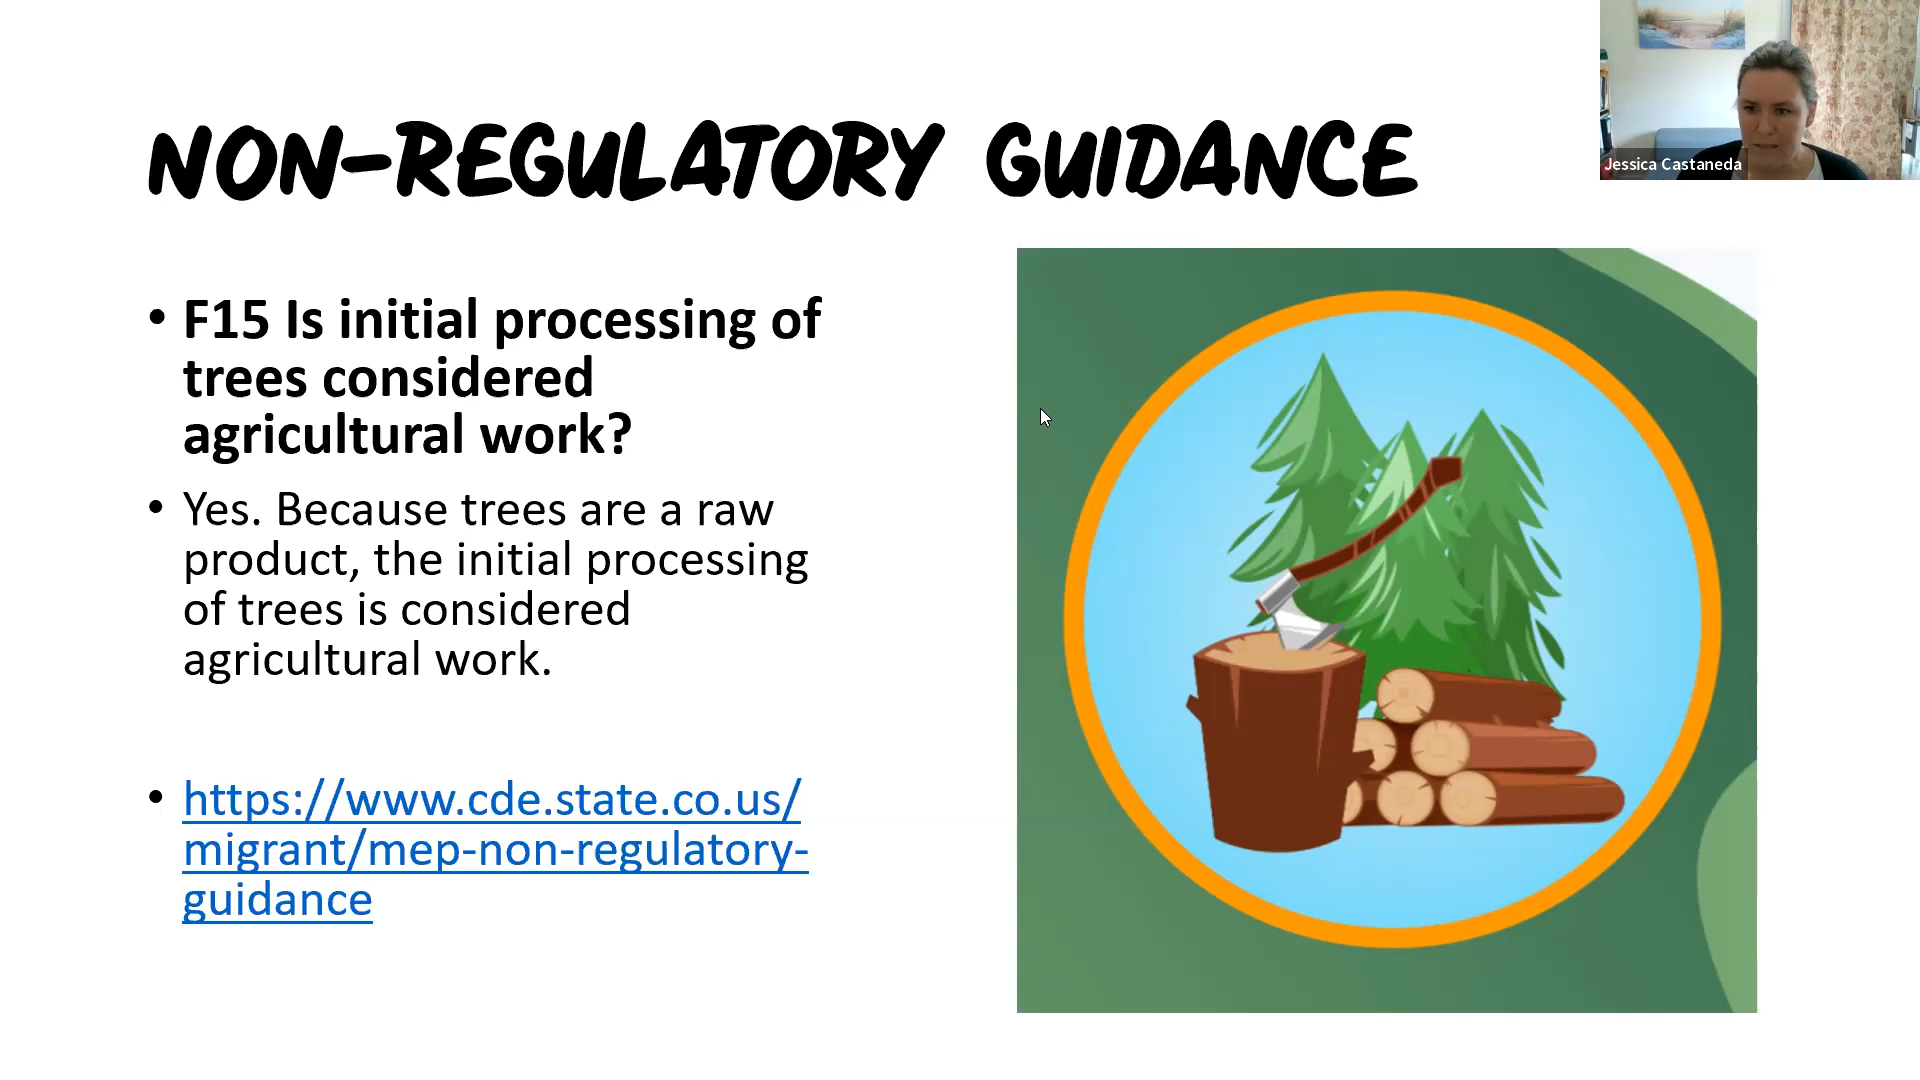 NON-REGULATORY GUIDANCE
Jessica Castaneda
• F15 Is initial processing of
trees considered
agricultural work?
• Yes. Because trees are a raw
product, the initial processing
of trees is considered
agricultural work.
• https://www.cde.state.co.us/
migrant/mep-non-regulatory-
guidance